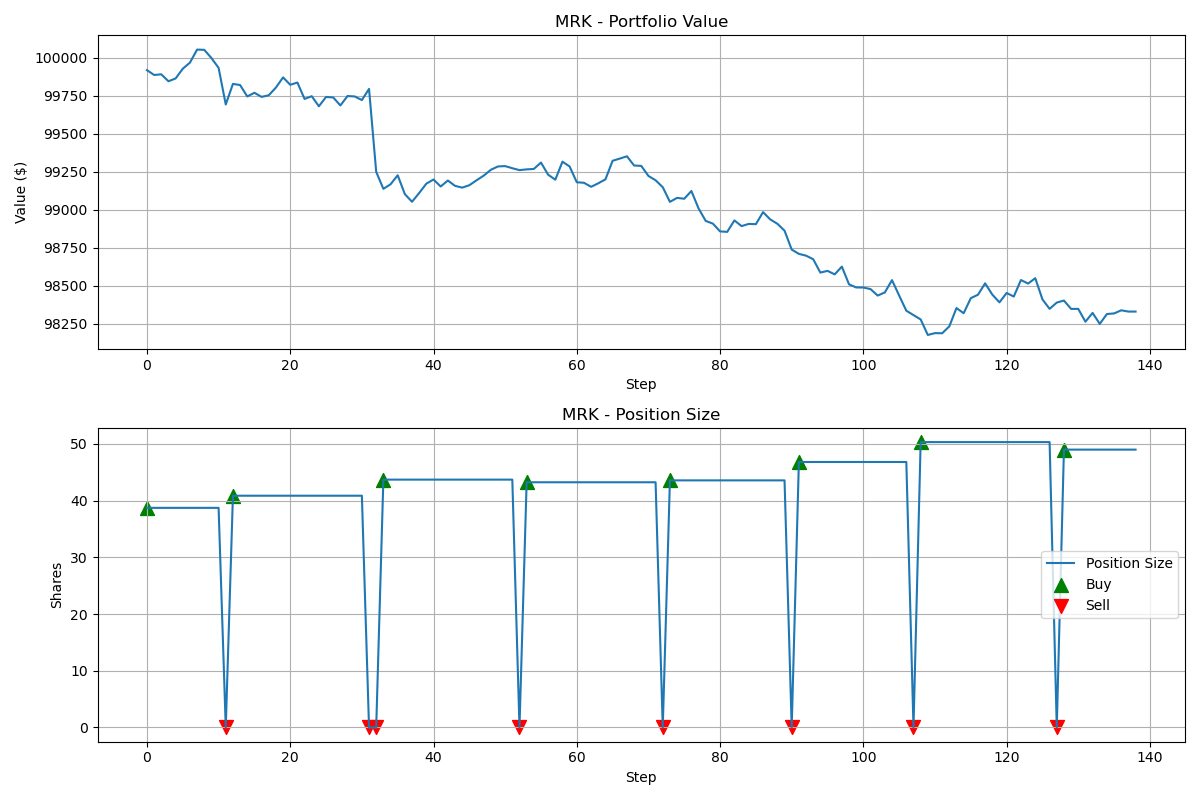 MRK - Portfolio Value
Value ($)
100000
99750
99500
99250
99000
98750
98500
98250
0 20 40 60 80 100 120 140
Step
MRK - Position Size
Shares
50
40
30
20
10
0
Position Size
Buy
Sell
0 20 40 60 80 100 120 140
Step